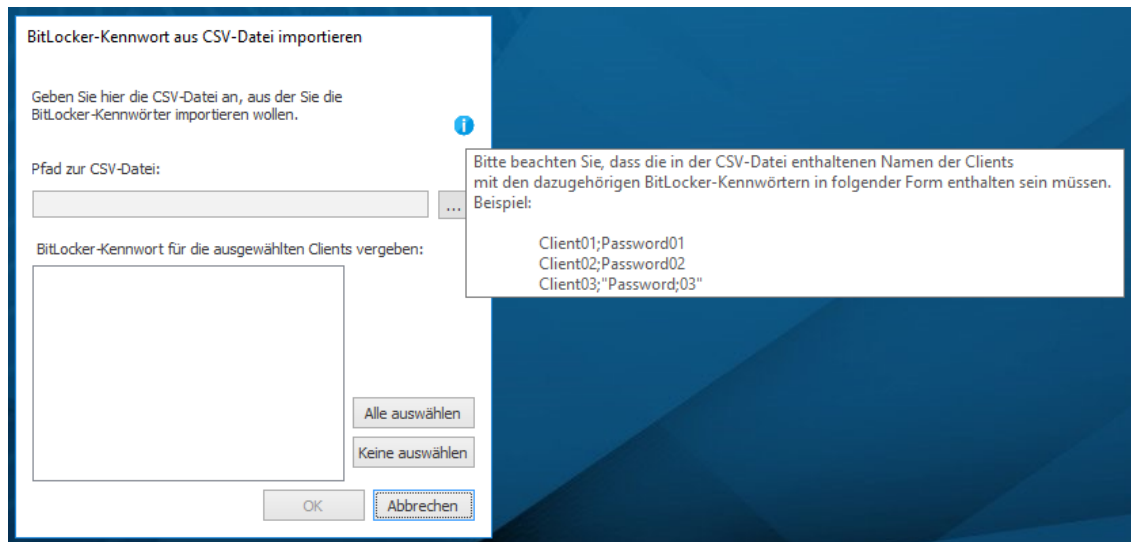 BitLocker-Kennwort aus CSV-Datei importieren
Geben Sie hier die CSV-Datei an, aus der Sie die
BitLocker-Kennwörter importieren wollen.
i
Pfad zur CSV-Datei:
...
Bitte beachten Sie, dass die in der CSV-Datei enthaltenen Namen der Clients
mit den dazugehörigen BitLocker-Kennwörtern in folgender Form enthalten sein müssen.
Beispiel:
Client01;Password01
Client02;Password02
Client03;"Password;03"
BitLocker-Kennwort für die ausgewählten Clients vergeben:
Alle auswählen
Keine auswählen
OK
Abbrechen